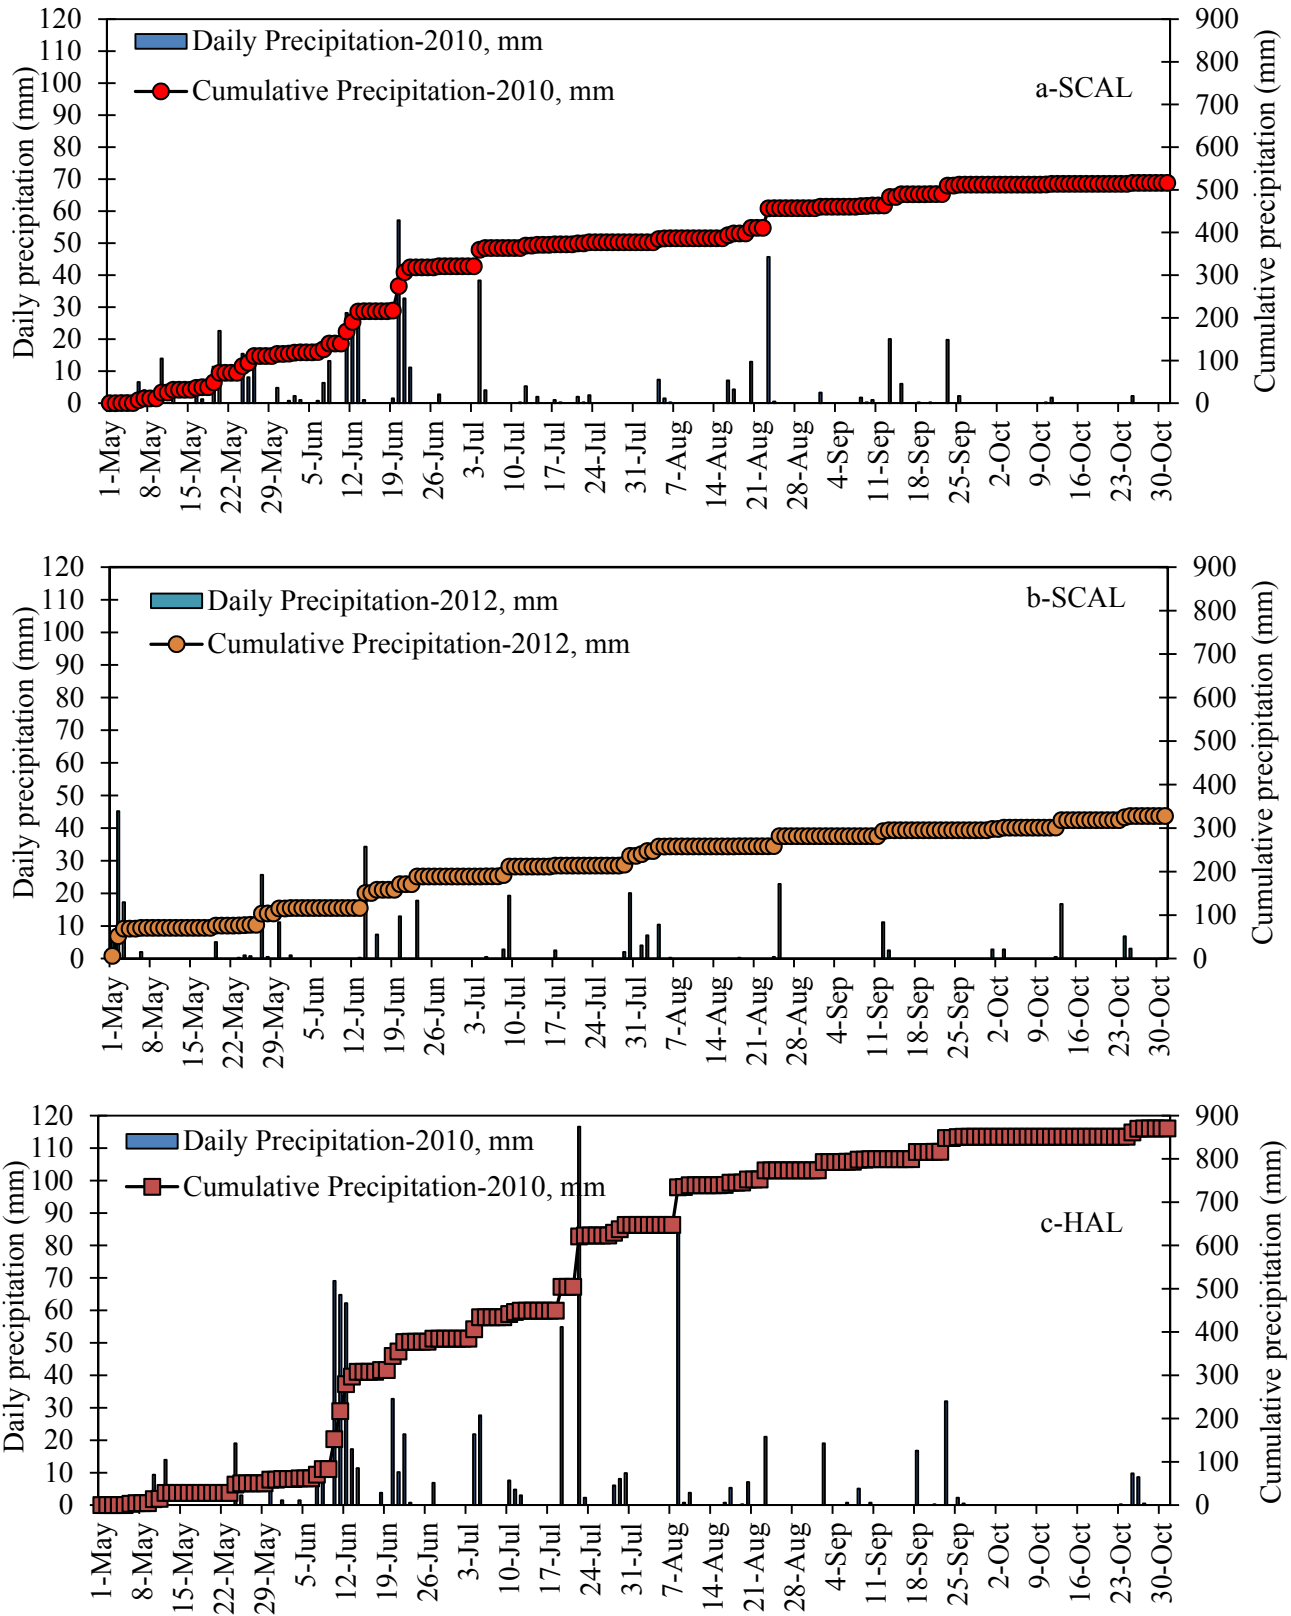 120
110
100
90
80
70
60
50
40
30
20
10
0
Daily precipitation (mm)
Daily Precipitation-2010, mm
Cumulative Precipitation-2010, mm
a-SCAL
900
800
700
600
500
400
300
200
100
0
Cumulative precipitation (mm)
1-May
8-May
15-May
22-May
29-May
5-Jun
12-Jun
19-Jun
26-Jun
3-Jul
10-Jul
17-Jul
24-Jul
31-Jul
7-Aug
14-Aug
21-Aug
28-Aug
4-Sep
11-Sep
18-Sep
25-Sep
2-Oct
9-Oct
16-Oct
23-Oct
30-Oct
120
110
100
90
80
70
60
50
40
30
20
10
0
Daily precipitation (mm)
Daily Precipitation-2012, mm
Cumulative Precipitation-2012, mm
b-SCAL
900
800
700
600
500
400
300
200
100
0
Cumulative precipitation (mm)
1-May
8-May
15-May
22-May
29-May
5-Jun
12-Jun
19-Jun
26-Jun
3-Jul
10-Jul
17-Jul
24-Jul
31-Jul
7-Aug
14-Aug
21-Aug
28-Aug
4-Sep
11-Sep
18-Sep
25-Sep
2-Oct
9-Oct
16-Oct
23-Oct
30-Oct
120
110
100
90
80
70
60
50
40
30
20
10
0
Daily precipitation (mm)
Daily Precipitation-2010, mm
Cumulative Precipitation-2010, mm
c-HAL
900
800
700
600
500
400
300
200
100
0
Cumulative precipitation (mm)
1-May
8-May
15-May
22-May
29-May
5-Jun
12-Jun
19-Jun
26-Jun
3-Jul
10-Jul
17-Jul
24-Jul
31-Jul
7-Aug
14-Aug
21-Aug
28-Aug
4-Sep
11-Sep
18-Sep
25-Sep
2-Oct
9-Oct
16-Oct
23-Oct
30-Oct